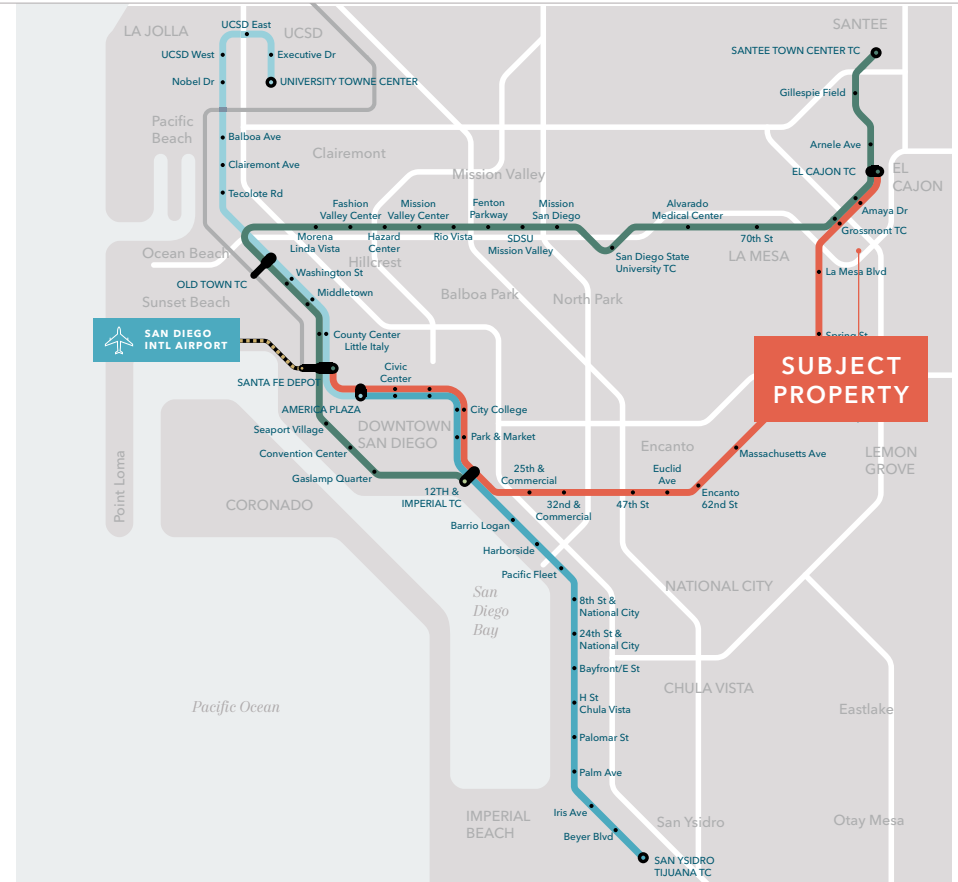 LA JOLLA
UCSD East
UCSD
UCSD West
Executive Dr
Nobel Dr
UNIVERSITY TOWNE CENTER
SANTEE
SANTEE TOWN CENTER TC
Gillespie Field
Arnele Ave
EL CAJON TC
EL
CAJON
Pacific
Beach
Balboa Ave
Clairemont Ave
Tecolote Rd
Clairemont
Mission Valley
Fashion
Valley Center
Mission
Valley Center
Fenton
Parkway
Mission
San Diego
Alvarado
Medical Center
Amaya Dr
Grossmont TC
Morena
Linda Vista
Hazard
Center
Rio Vista
SDSU
Mission Valley
San Diego State
University TC
70th St
LA MESA
La Mesa Blvd
Spring St
Ocean Beach
Hillcrest
OLD TOWN TC
Washington St
Middletown
Sunset Beach
Balboa Park
North Park
SAN DIEGO
INTL AIRPORT
County Center
Little Italy
SUBJECT
PROPERTY
SANTA FE DEPOT
Civic
Center
AMERICA PLAZA
City College
Seaport Village
DOWNTOWN
SAN DIEGO
Park & Market
Convention Center
Gaslamp Quarter
Encanto
Massachusetts Ave
LEMON
GROVE
Point Loma
CORONADO
12TH &
IMPERIAL TC
25th &
Commercial
32nd &
Commercial
47th St
Euclid
Ave
Encanto
62nd St
Barrio Logan
Harborside
Pacific Fleet
San
Diego
Bay
8th St &
National City
24th St &
National City
NATIONAL CITY
Bayfront/E St
H St
Chula Vista
CHULA VISTA
Palomar St
Eastlake
Pacific Ocean
Palm Ave
Iris Ave
Beyer Blvd
IMPERIAL
BEACH
San Ysidro
Otay Mesa
SAN YSIDRO
TIJUANA TC